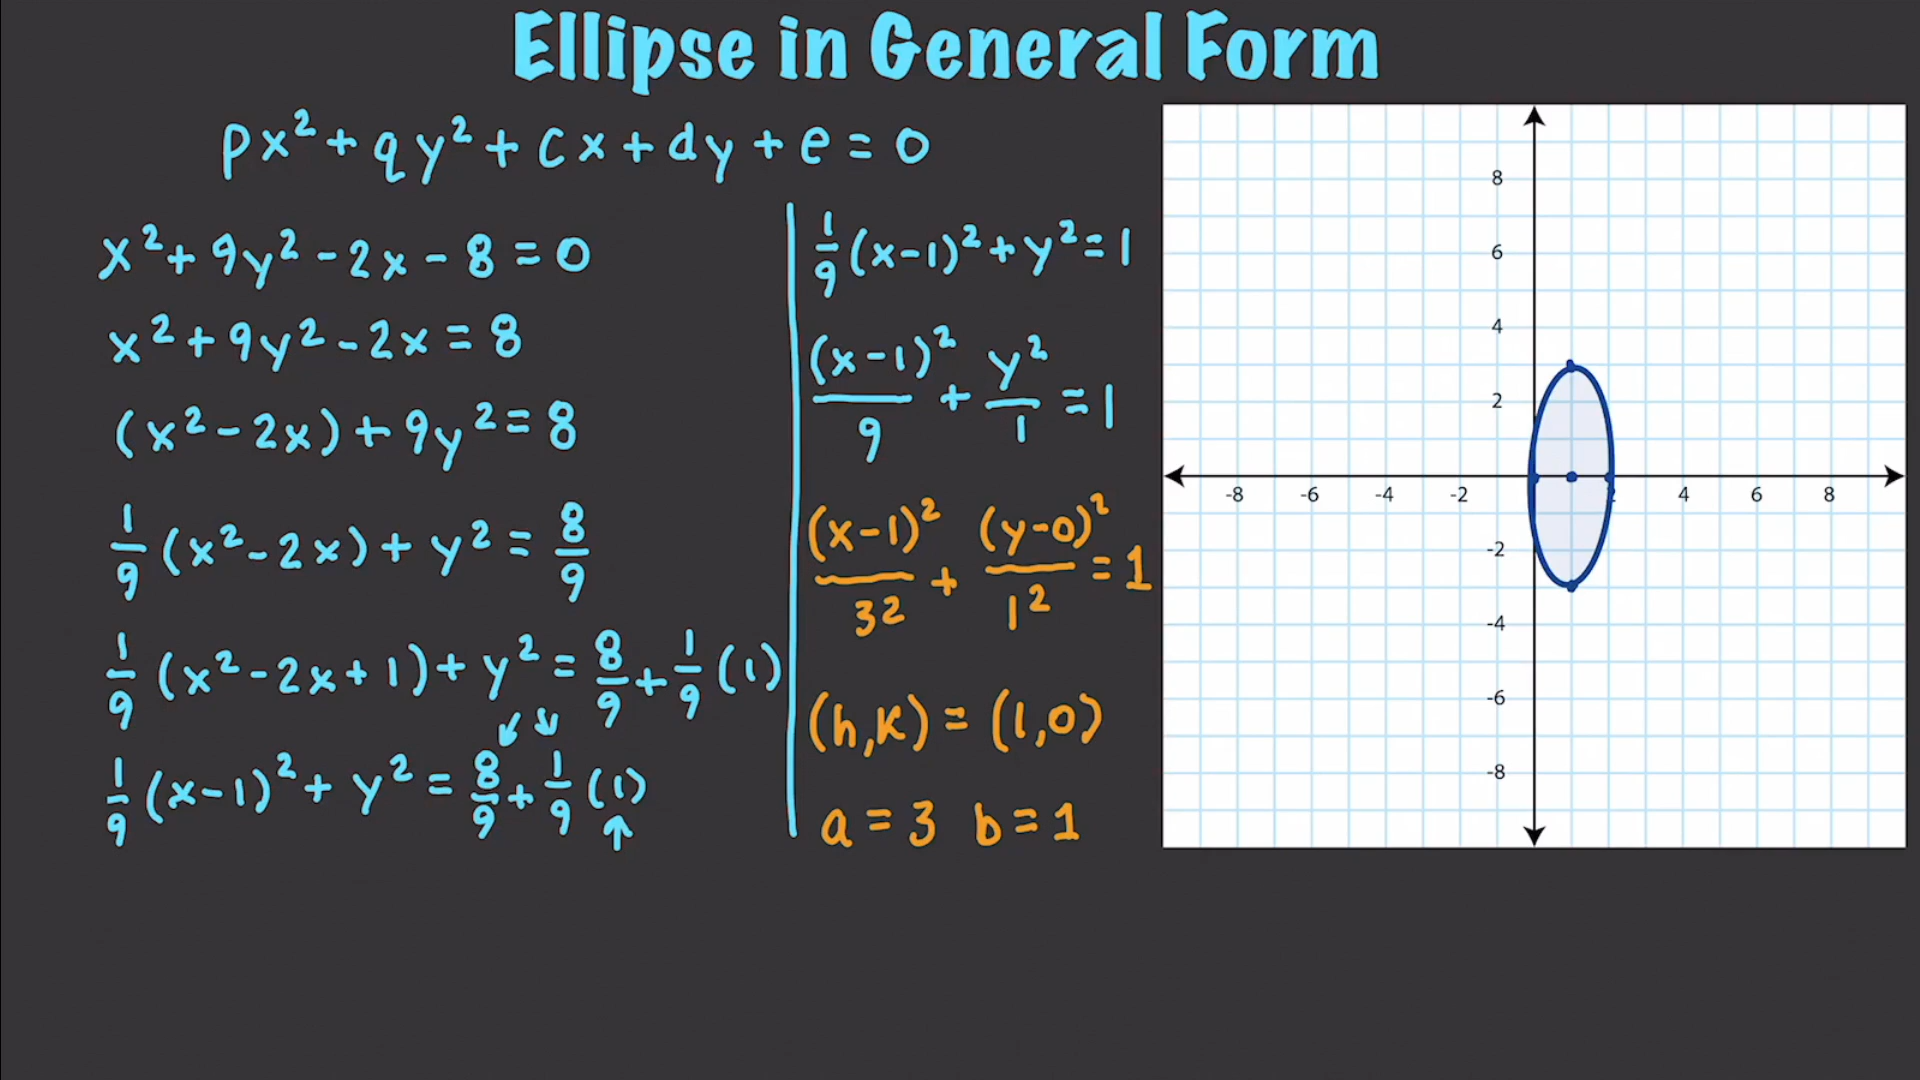 Ellipse in General Form
px² + qy² + cx + dy + e = 0
x² + 9y² - 2x - 8 = 0
x² + 9y² - 2x = 8
(x² - 2x) + 9y² = 8
1/9 (x² - 2x) + y² = 8/9
1/9 (x² - 2x + 1) + y² = 8/9 + 1/9 (1)
↙ ↘
1/9 (x - 1)² + y² = 8/9 + 1/9 (1)
↑
1/9 (x - 1)² + y² = 1
(x - 1)²/9 + y²/1 = 1
(x - 1)²/3² + (y - 0)²/1² = 1
(h, k) = (1, 0)
a = 3 b = 1
8
6
4
2
-8 -6 -4 -2 2 4 6 8
-2
-4
-6
-8